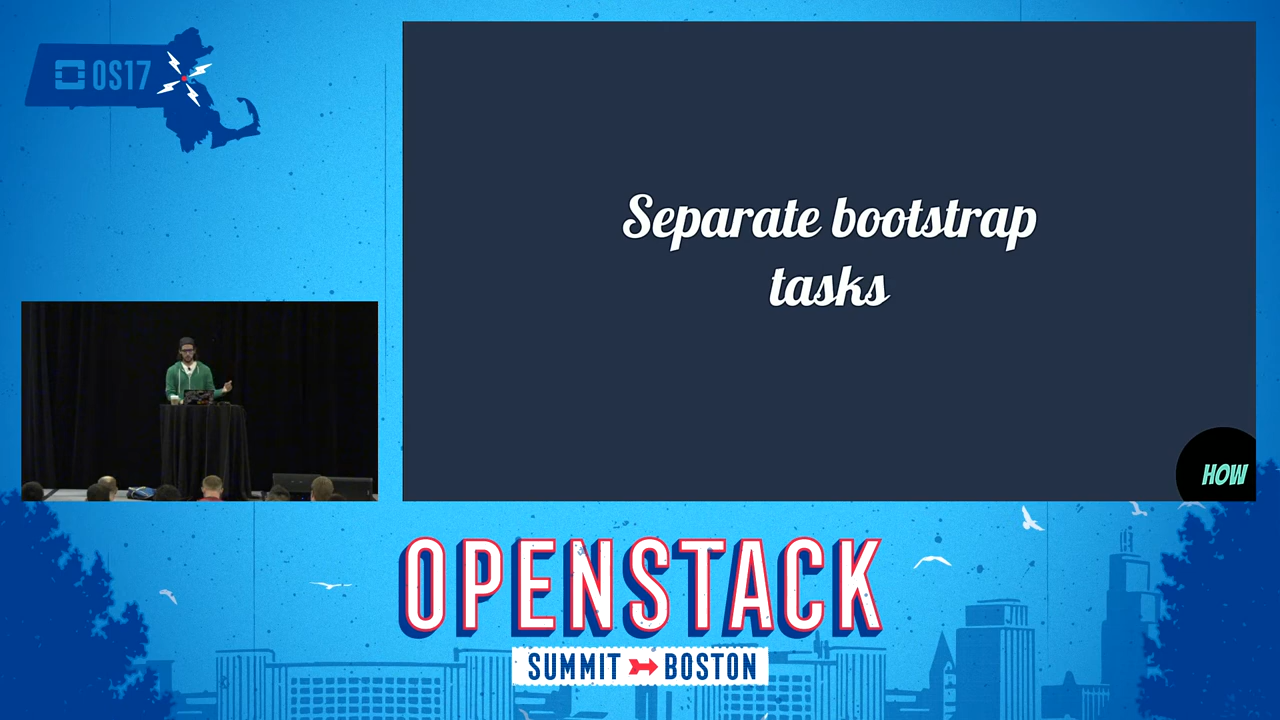 OS17
Separate bootstrap
tasks
HOW
OPENSTACK
SUMMIT BOSTON